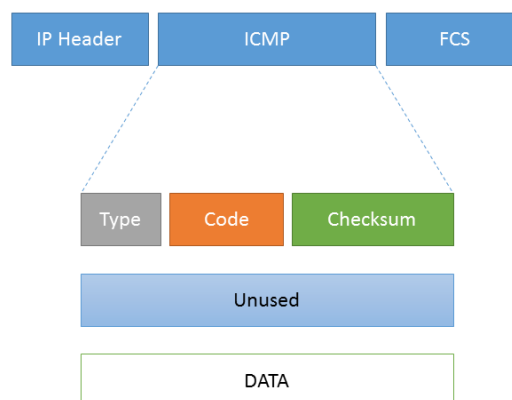 IP Header
ICMP
FCS
Type
Code
Checksum
Unused
DATA